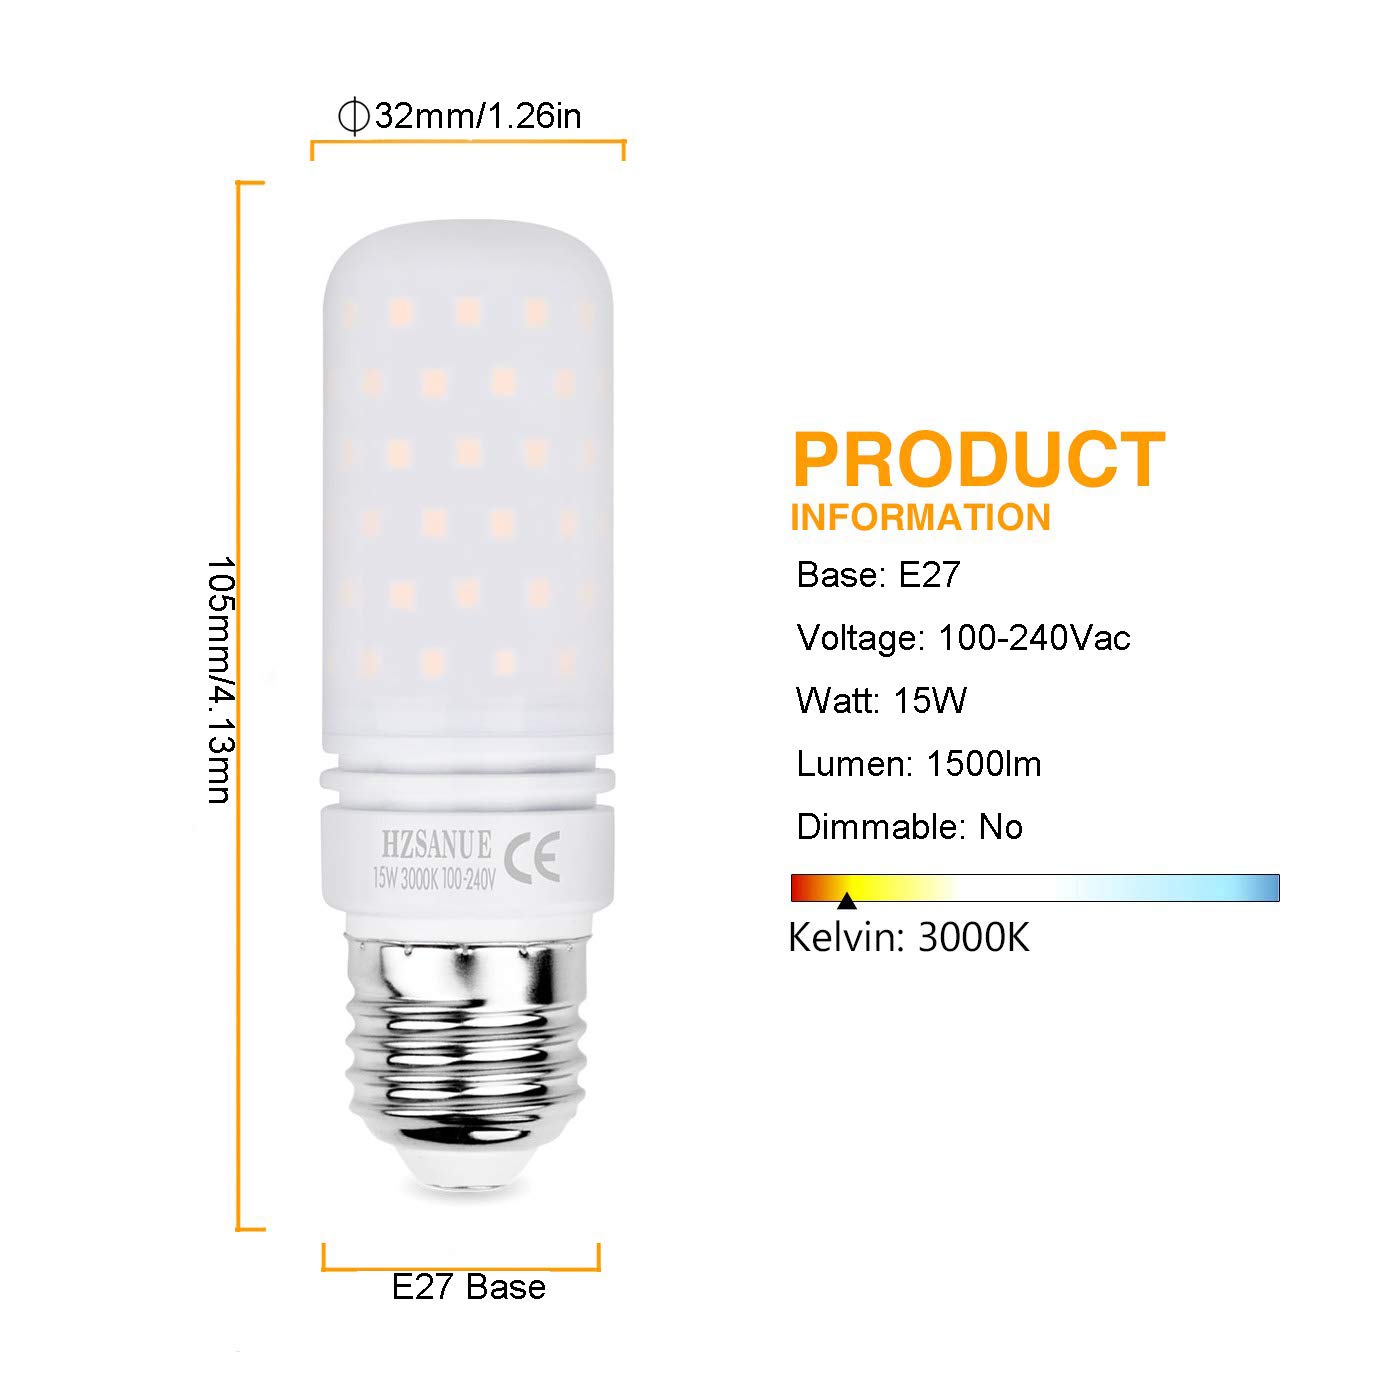 ⌀32mm/1.26in
105mm/4.13mn
HZSANUE CE
15W 3000K 100-240V
E27 Base
PRODUCT
INFORMATION
Base: E27
Voltage: 100-240Vac
Watt: 15W
Lumen: 1500lm
Dimmable: No
Kelvin: 3000K